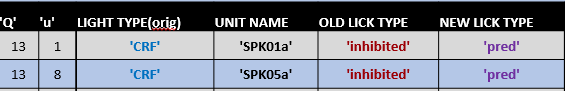 'Q' 'u' LIGHT TYPE(orig) UNIT NAME OLD LICK TYPE NEW LICK TYPE
13 1 'CRF' 'SPK01a' 'inhibited' 'pred'
13 8 'CRF' 'SPK05a' 'inhibited' 'pred'